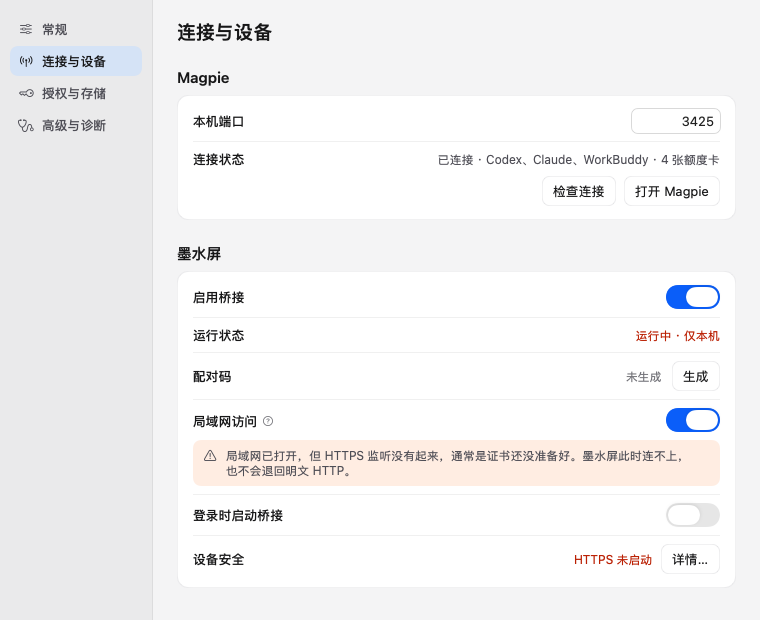 常规
连接与设备
授权与存储
高级与诊断
连接与设备
Magpie
本机端口
3425
连接状态
已连接 · Codex、Claude、WorkBuddy · 4 张额度卡
检查连接
打开 Magpie
墨水屏
启用桥接
运行状态
运行中 · 仅本机
配对码
未生成
生成
局域网访问
局域网已打开，但 HTTPS 监听没有起来，通常是证书还没准备好。墨水屏此时连不上，
也不会退回明文 HTTP。
登录时启动桥接
设备安全
HTTPS 未启动
详情...